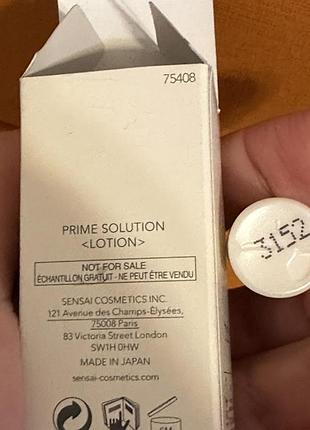 75408
PRIME SOLUTION
<LOTION>
NOT FOR SALE
ÉCHANTILLON GRATUIT - NE PEUT ÊTRE VENDU
SENSAI COSMETICS INC.
121 Avenue des Champs-Élysées,
75008 Paris
83 Victoria Street London
SW1H 0HW
MADE IN JAPAN
sensai-cosmetics.com
3152